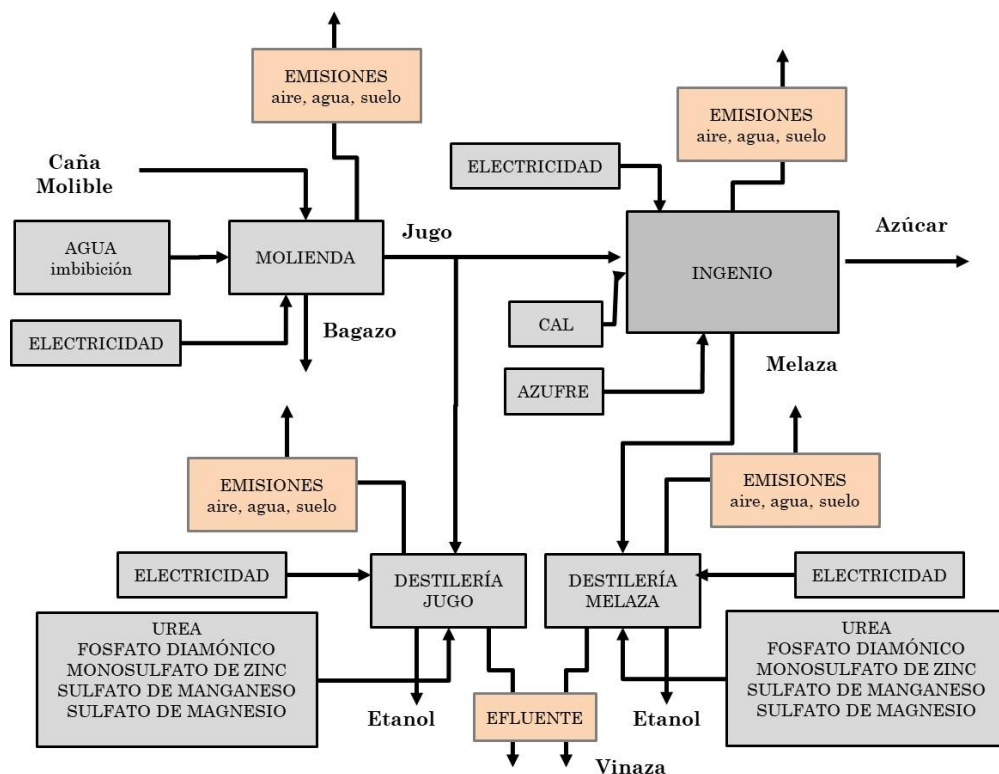 EMISIONES
aire, agua, suelo
EMISIONES
aire, agua, suelo
Caña
Molible
ELECTRICIDAD
AGUA
imbibición
MOLIENDA
Jugo
INGENIO
Azúcar
ELECTRICIDAD
Bagazo
CAL
AZUFRE
Melaza
EMISIONES
aire, agua, suelo
EMISIONES
aire, agua, suelo
ELECTRICIDAD
DESTILERÍA
JUGO
DESTILERÍA
MELAZA
ELECTRICIDAD
UREA
FOSFATO DIAMÓNICO
MONOSULFATO DE ZINC
SULFATO DE MANGANESO
SULFATO DE MAGNESIO
UREA
FOSFATO DIAMÓNICO
MONOSULFATO DE ZINC
SULFATO DE MANGANESO
SULFATO DE MAGNESIO
Etanol
EFLUENTE
Etanol
Vinaza